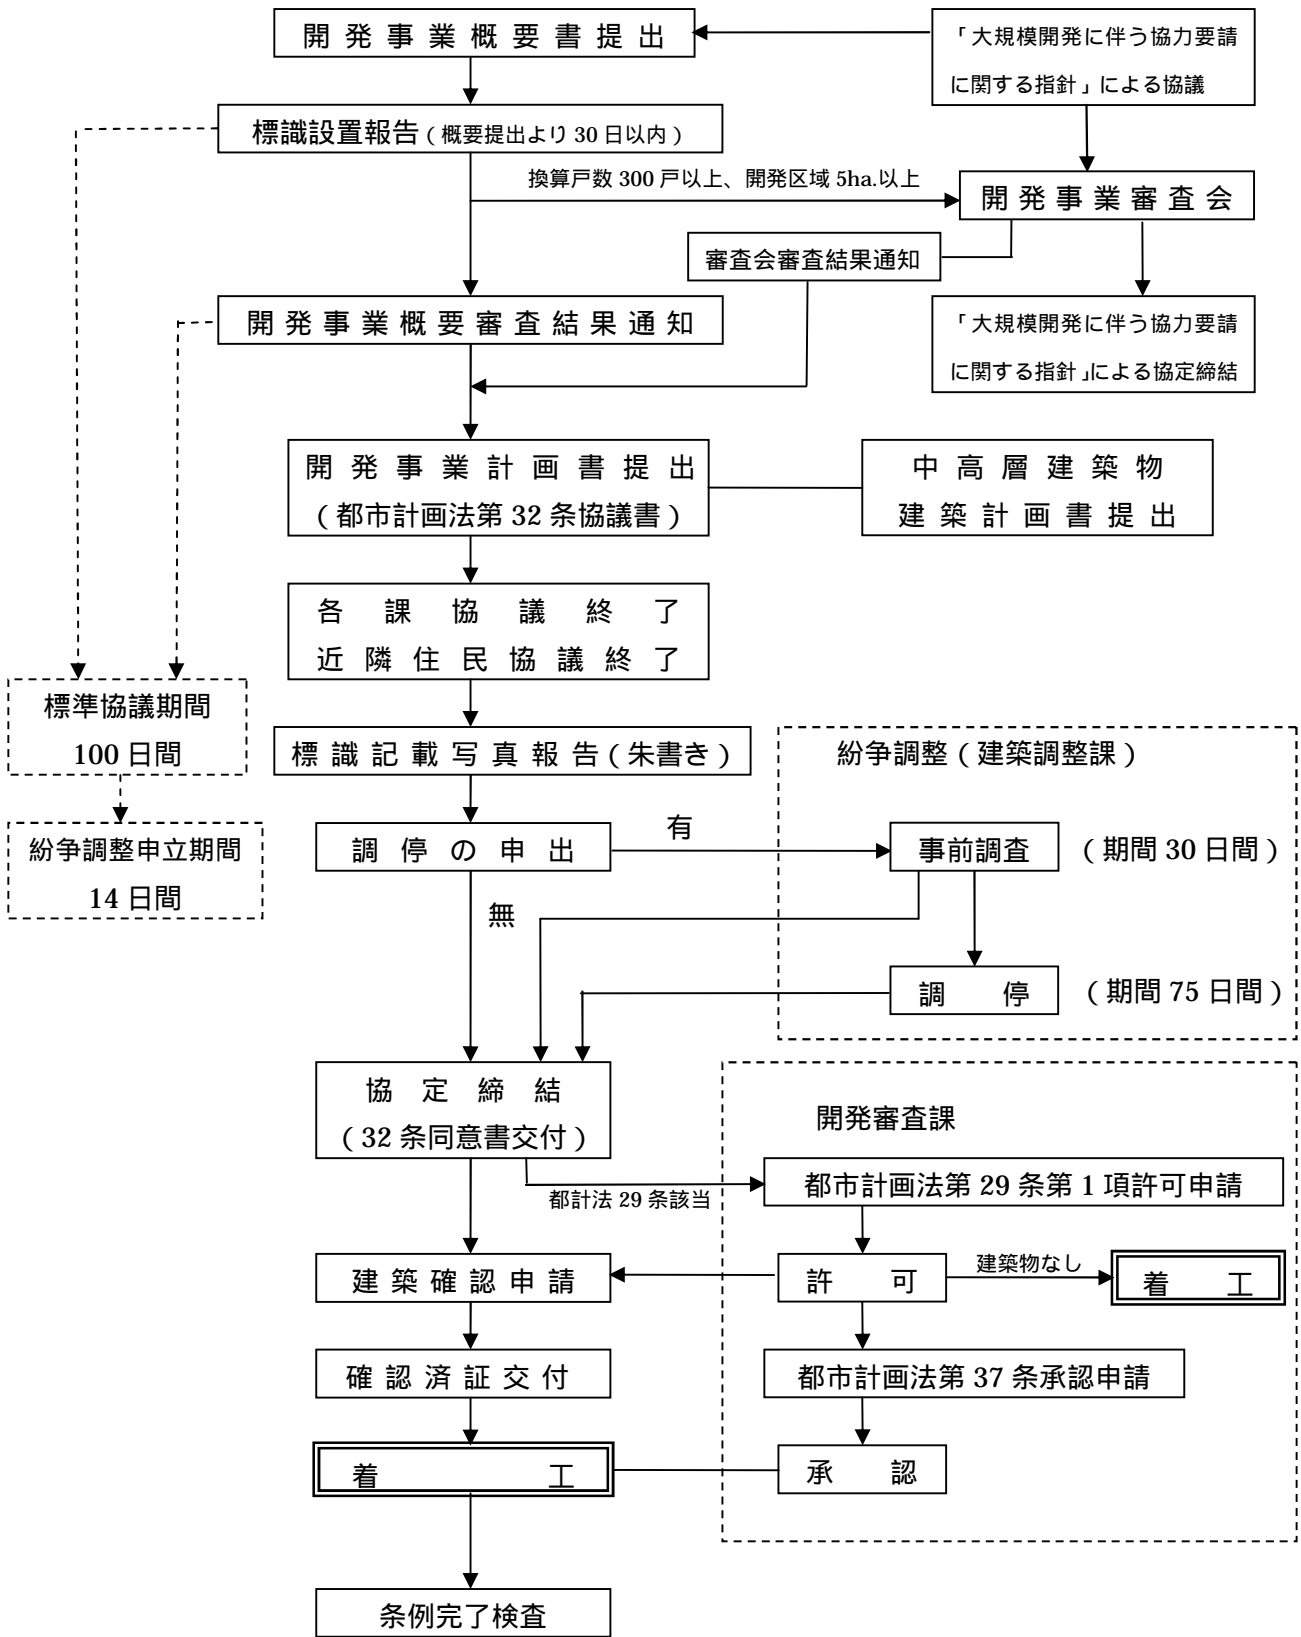 開発事業概要書提出
「大規模開発に伴う協力要請
に関する指針」による協議
標識設置報告(概要提出より30日以内)
換算戸数300戸以上、開発区域5ha.以上
開発事業審査会
審査会審査結果通知
開発事業概要審査結果通知
「大規模開発に伴う協力要請
に関する指針」による協定締結
開発事業計画書提出
(都市計画法第32条協議書)
中高層建築物
建築計画書提出
各課協議終了
近隣住民協議終了
標準協議期間
100日間
標識記載写真報告(朱書き)
紛争調整(建築調整課)
紛争調整申立期間
14日間
調停の申出
有
事前調査
(期間30日間)
無
調停
(期間75日間)
協定締結
(32条同意書交付)
開発審査課
都計法29条該当
都市計画法第29条第1項許可申請
建築確認申請
許可
建築物なし
着工
確認済証交付
都市計画法第37条承認申請
着工
承認
条例完了検査